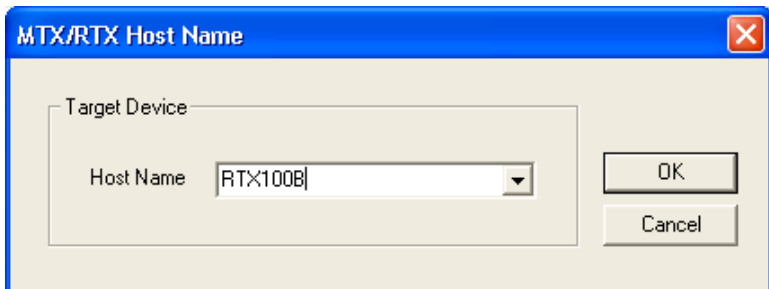 MTX/RTX Host Name
Target Device
Host Name RTX100B
OK
Cancel